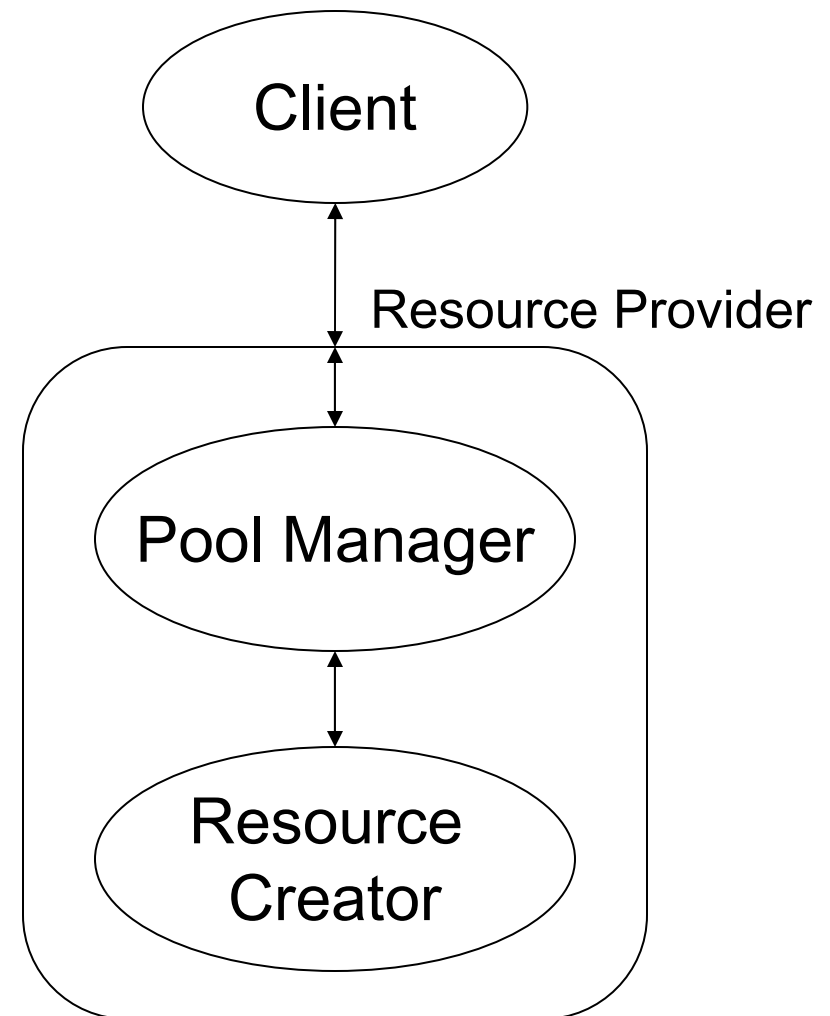 Client
Resource Provider
Pool Manager
Resource
Creator